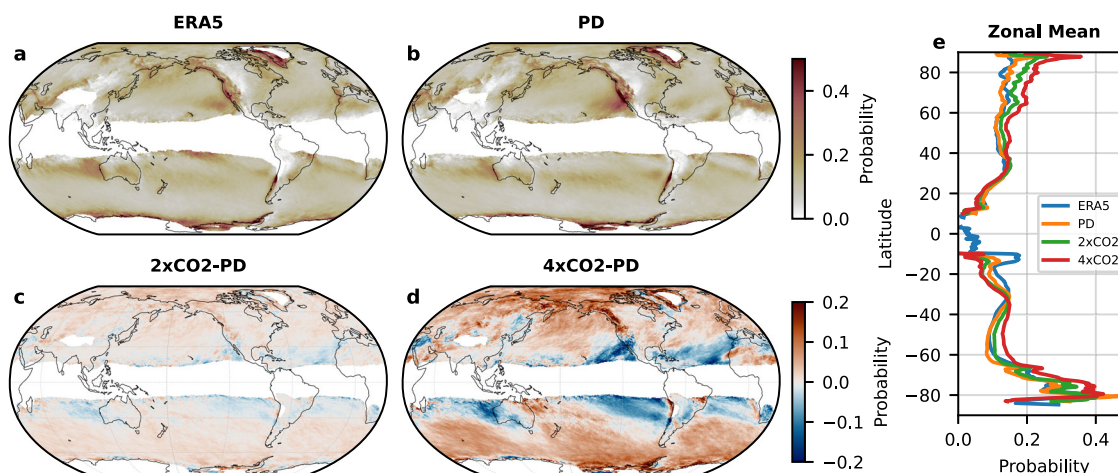 ERA5
PD
Zonal Mean
a
b
e
0.4
0.2
0.0
Probability
2xCO2-PD
4xCO2-PD
c
d
0.2
0.1
0.0
-0.1
-0.2
Probability
80
60
40
20
0
−20
−40
−60
−80
Latitude
ERA5
PD
2xCO2
4xCO2
0.0 0.2 0.4
Probability